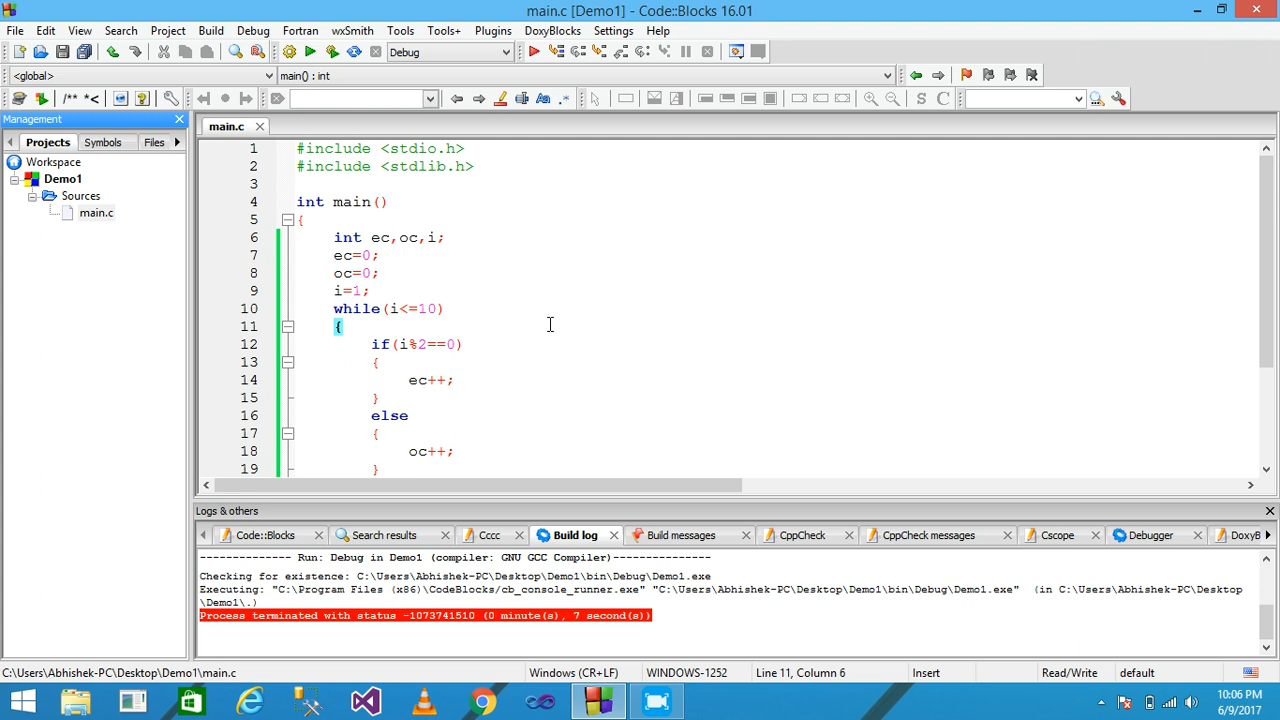 main.c [Demo1] - Code::Blocks 16.01
File Edit View Search Project Build Debug Fortran wxSmith Tools Tools+ Plugins DoxyBlocks Settings Help
Debug
<global> main() : int
/** *<
S C
Management
Projects Symbols Files
Workspace
Demo1
Sources
main.c
main.c
1 #include <stdio.h>
2 #include <stdlib.h>
3
4 int main()
5 {
6 int ec,oc,i;
7 ec=0;
8 oc=0;
9 i=1;
10 while(i<=10)
11 {
12 if(i%2==0)
13 {
14 ec++;
15 }
16 else
17 {
18 oc++;
19 }
Logs & others
Code::Blocks Search results Cccc Build log Build messages CppCheck CppCheck messages Cscope Debugger DoxyB
-------------- Run: Debug in Demo1 (compiler: GNU GCC Compiler)---------------
Checking for existence: C:\Users\Abhishek-PC\Desktop\Demo1\bin\Debug\Demo1.exe
Executing: "C:\Program Files (x86)\CodeBlocks/cb_console_runner.exe" "C:\Users\Abhishek-PC\Desktop\Demo1\bin\Debug\Demo1.exe" (in C:\Users\Abhishek-PC\Desktop
\Demo1\.)
Process terminated with status -1073741510 (0 minute(s), 7 second(s))
C:\Users\Abhishek-PC\Desktop\Demo1\main.c Windows (CR+LF) WINDOWS-1252 Line 11, Column 6 Insert Read/Write default
10:06 PM
6/9/2017